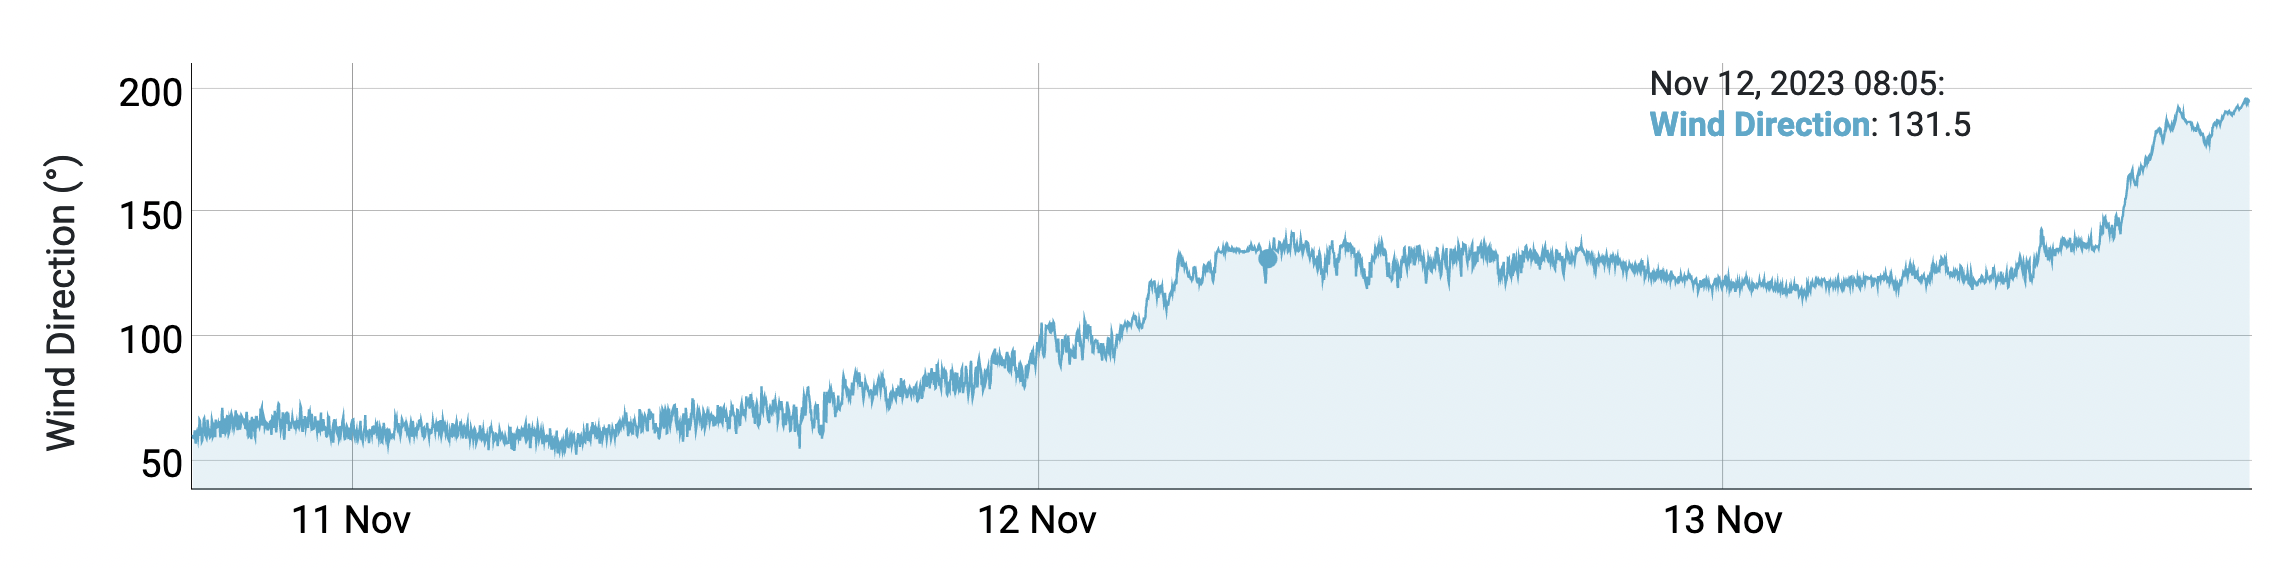 Wind Direction (°)
200
150
100
50
Nov 12, 2023 08:05:
Wind Direction: 131.5
11 Nov
12 Nov
13 Nov